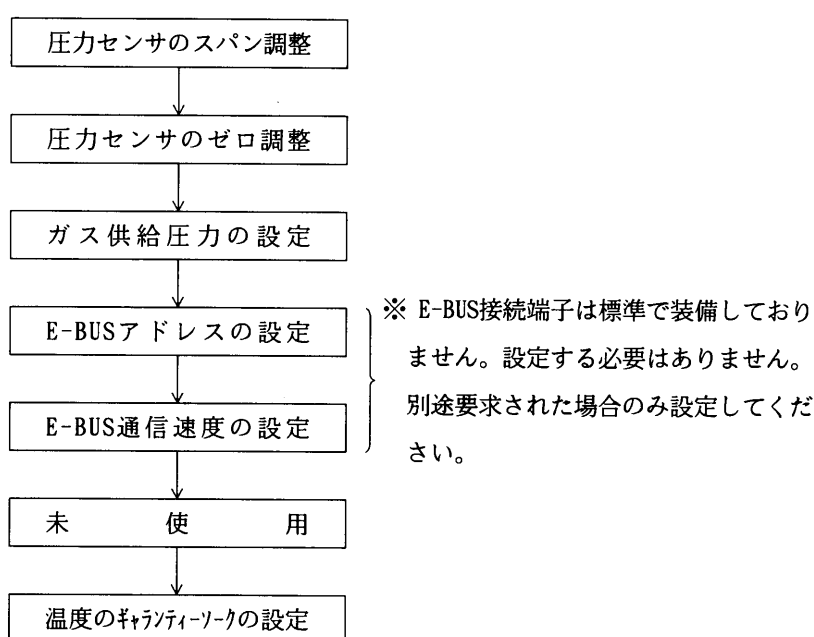 圧力センサのスパン調整
圧力センサのゼロ調整
ガス供給圧力の設定
E-BUSアドレスの設定
E-BUS通信速度の設定
※ E-BUS接続端子は標準で装備しており
ません。設定する必要はありません。
別途要求された場合のみ設定してくだ
さい。
未使用
温度のｷﾞｬﾗﾝﾃｨｰｿｰｸの設定